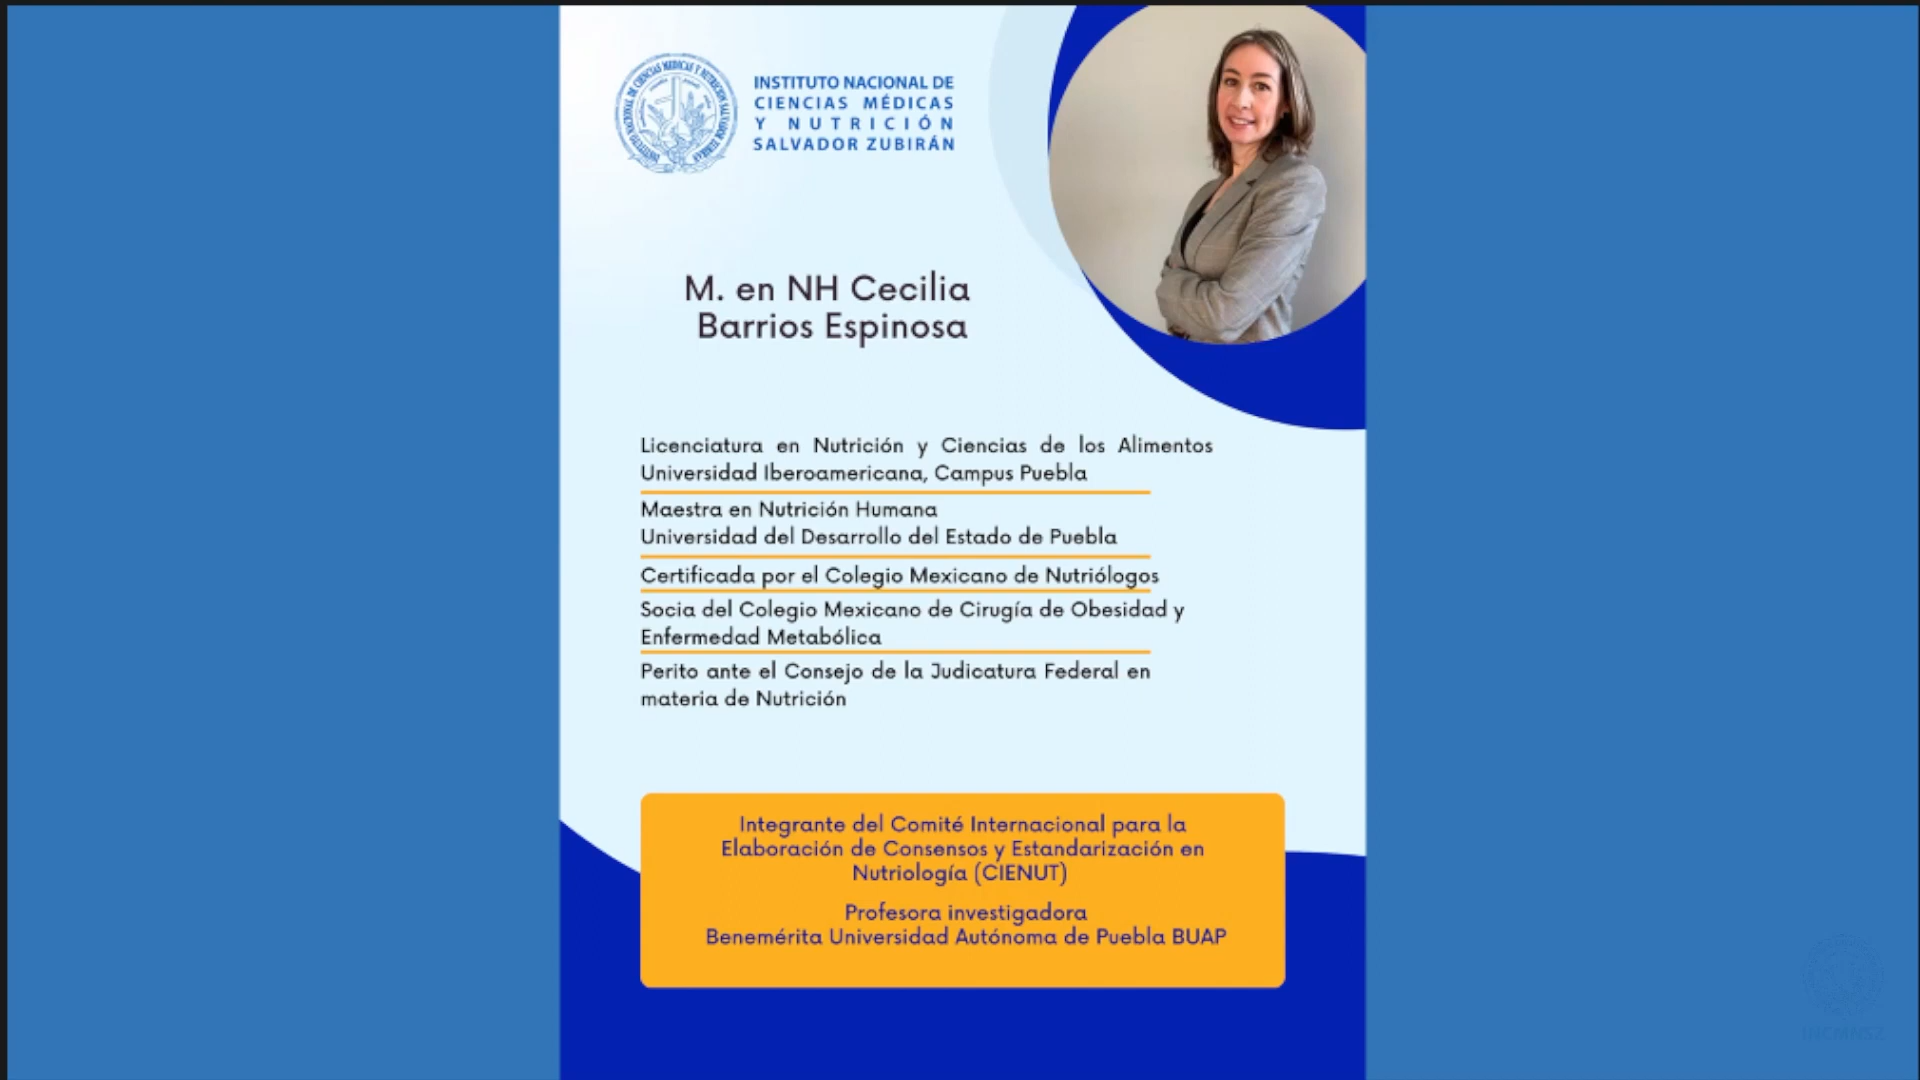 INSTITUTO NACIONAL DE
CIENCIAS MÉDICAS
Y NUTRICIÓN
SALVADOR ZUBIRÁN
M. en NH Cecilia
Barrios Espinosa
Licenciatura en Nutrición y Ciencias de los Alimentos
Universidad Iberoamericana, Campus Puebla
Maestra en Nutrición Humana
Universidad del Desarrollo del Estado de Puebla
Certificada por el Colegio Mexicano de Nutriólogos
Socia del Colegio Mexicano de Cirugía de Obesidad y
Enfermedad Metabólica
Perito ante el Consejo de la Judicatura Federal en
materia de Nutrición
Integrante del Comité Internacional para la
Elaboración de Consensos y Estandarización en
Nutriología (CIENUT)
Profesora investigadora
Benemérita Universidad Autónoma de Puebla BUAP